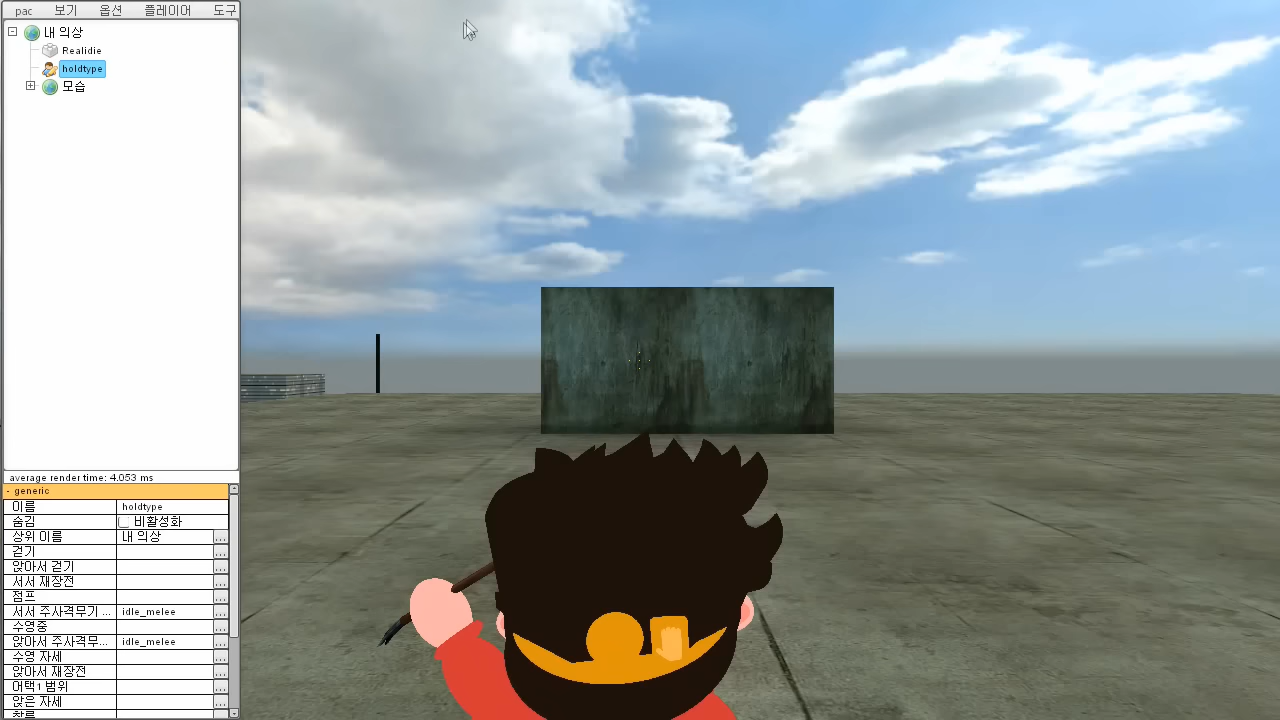 pac 보기 옵션 플레이어 도구
내 의상
Realidie
holdtype
모습
average render time: 4.053 ms
- generic
이름 holdtype
숨김 비활성화
상위 이름 내 의상 ...
걷기 ...
앉아서 걷기 ...
서서 재장전 ...
점프 ...
서서 주사격무기 ... idle_melee ...
수영중 ...
앉아서 주사격무... idle_melee ...
수영 자세 ...
앉아서 재장전 ...
어택1 범위 ...
앉은 자세 ...